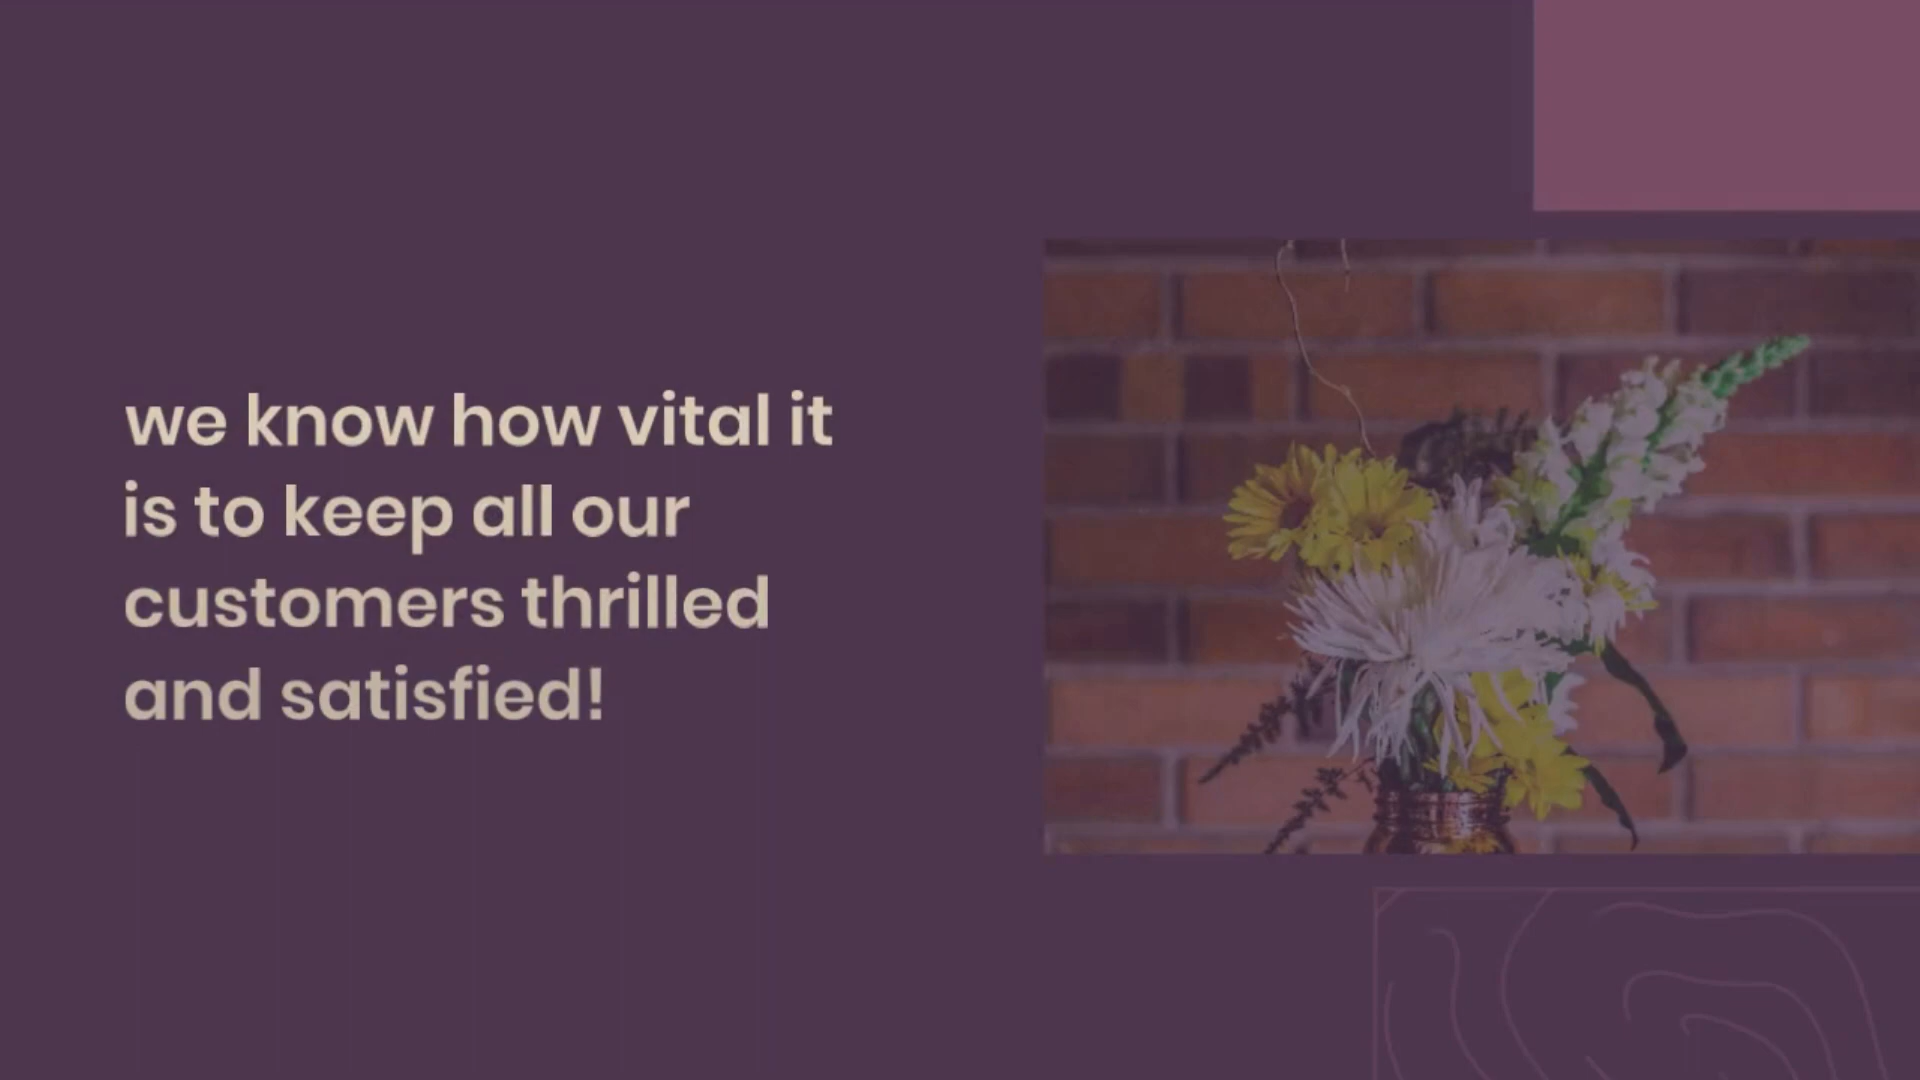 we know how vital it
is to keep all our
customers thrilled
and satisfied!